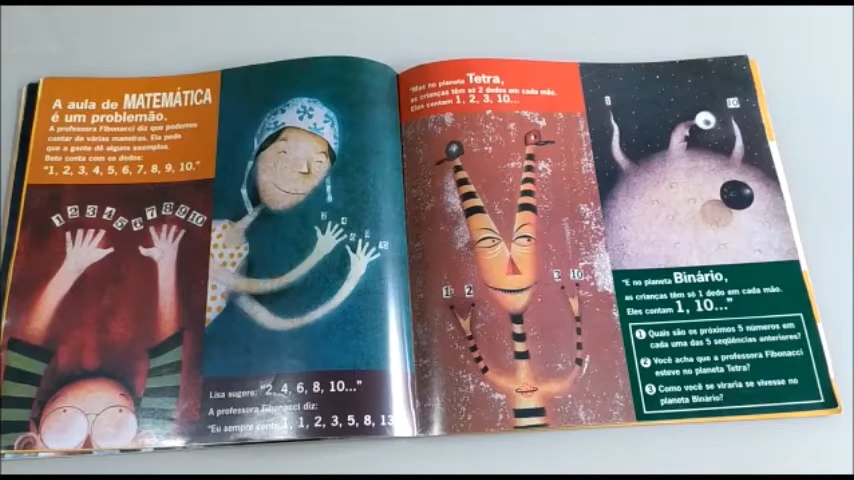 A aula de MATEMÁTICA
é um problemão.
A professora Fibonacci diz que podemos
contar de várias maneiras. Ela pede
que a gente dê alguns exemplos.
Beto conta com os dedos:
"1, 2, 3, 4, 5, 6, 7, 8, 9, 10."
1 2 3 4 5 6 7 8 9 10
Lisa sugere: "2, 4, 6, 8, 10..."
A professora Fibonacci diz:
"Eu sempre conto 1, 1, 2, 3, 5, 8, 13
"Mas no planeta Tetra,
as crianças têm só 2 dedos em cada mão.
Eles contam 1, 2, 3, 10...
1 2 3 10
1 10
"E no planeta Binário,
as crianças têm só 1 dedo em cada mão.
Eles contam 1, 10..."
1 Quais são os próximos 5 números em
cada uma das 5 seqüências anteriores?
2 Você acha que a professora Fibonacci
esteve no planeta Tetra?
3 Como você se viraria se vivesse no
planeta Binário?